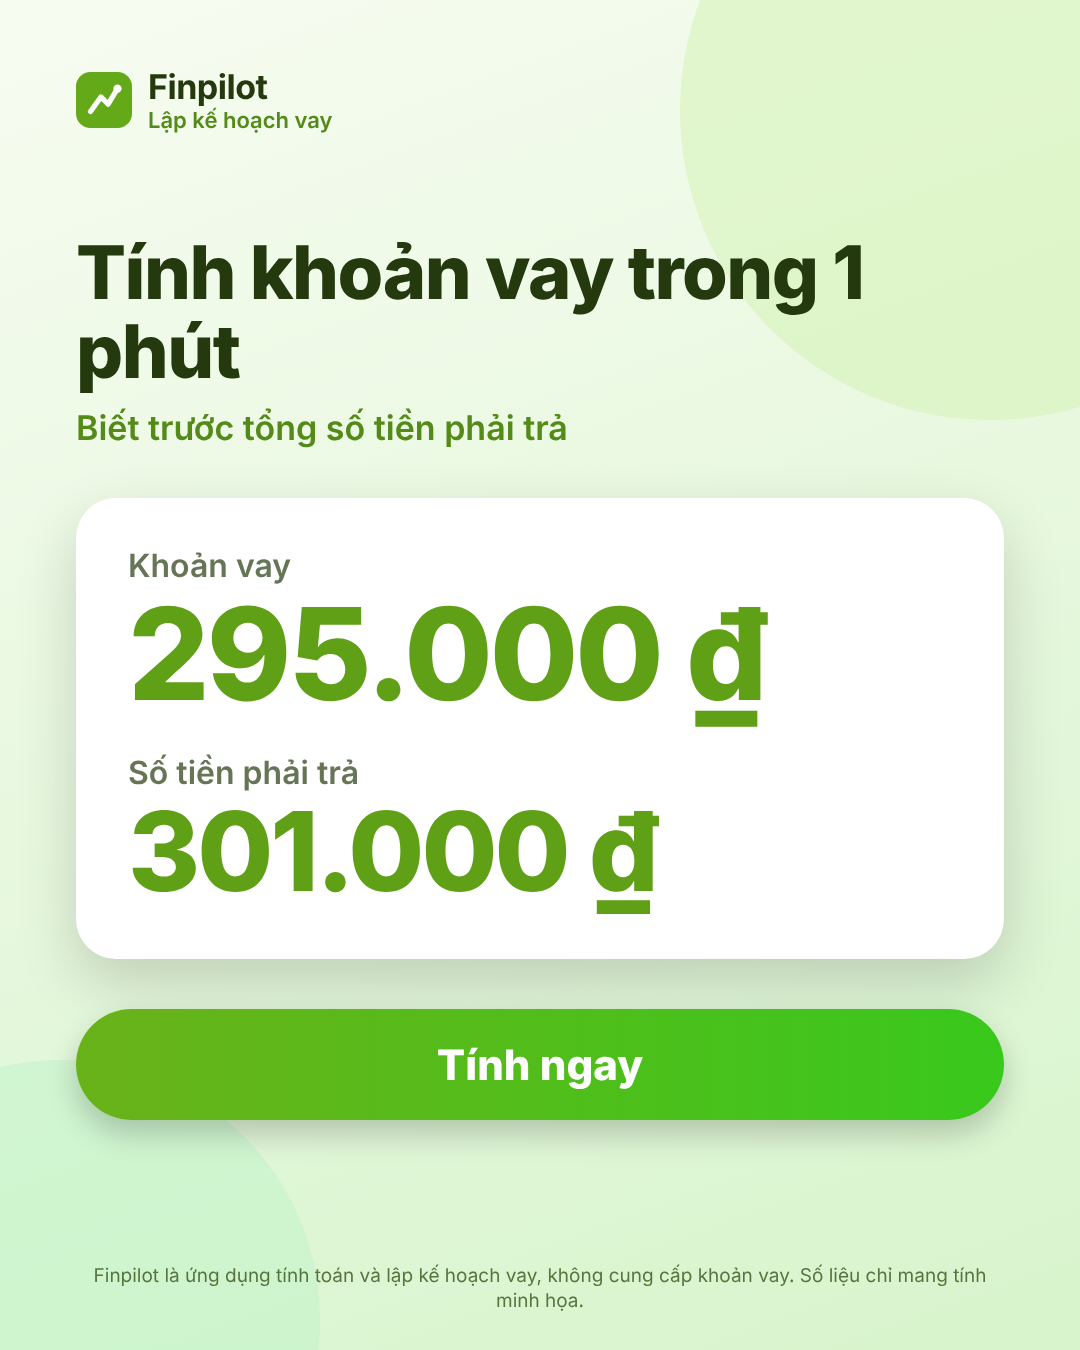 Finpilot
Lập kế hoạch vay
Tính khoản vay trong 1
phút
Biết trước tổng số tiền phải trả
Khoản vay
295.000 ₫
Số tiền phải trả
301.000 ₫
Tính ngay
Finpilot là ứng dụng tính toán và lập kế hoạch vay, không cung cấp khoản vay. Số liệu chỉ mang tính
minh họa.